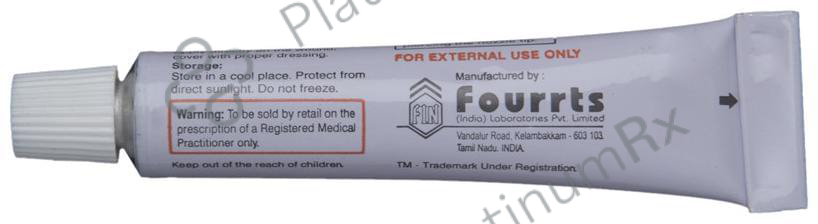 cover with proper dressing.
Storage:
Store in a cool place. Protect from
direct sunlight. Do not freeze.
Warning: To be sold by retail on the
prescription of a Registered Medical
Practitioner only.
Keep out of the reach of children.
FOR EXTERNAL USE ONLY
Manufactured by :
FIN
Fourrts
(India) Laboratories Pvt. Limited
Vandalur Road, Kelambakkam - 603 103.
Tamil Nadu. INDIA.
TM - Trademark Under Registration
PlatinumRx